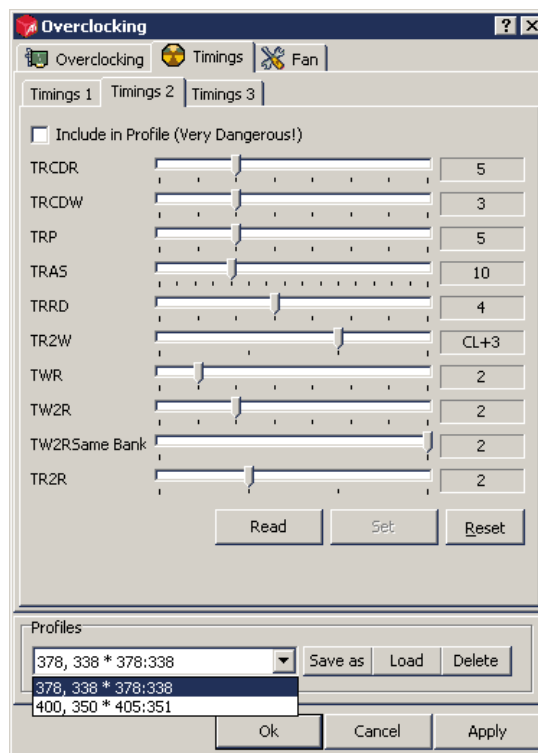 Overclocking
Overclocking Timings Fan
Timings 1 Timings 2 Timings 3
Include in Profile (Very Dangerous!)
TRCDR 5
TRCDW 3
TRP 5
TRAS 10
TRRD 4
TR2W CL+3
TWR 2
TW2R 2
TW2RSame Bank 2
TR2R 2
Read Set Reset
Profiles
378, 338 * 378:338 Save as Load Delete
378, 338 * 378:338
400, 350 * 405:351
Ok Cancel Apply